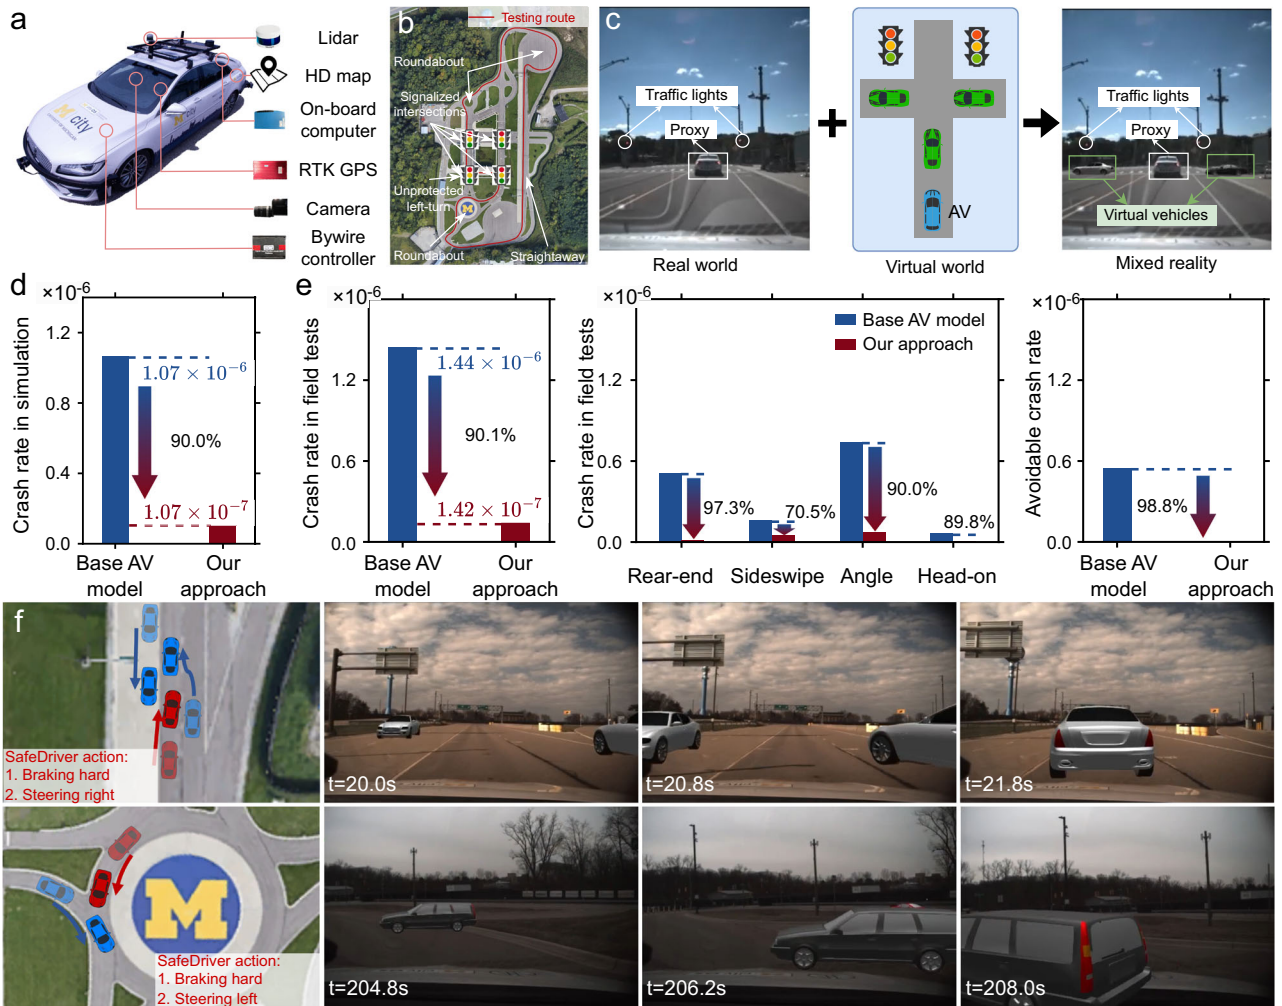 a
Lidar
HD map
On-board
computer
RTK GPS
Camera
Bywire
controller
M
city
b
Testing route
Roundabout
Signalized
intersections
Unprotected
left-turn
M
Roundabout
Straightaway
c
Traffic lights
Proxy
Real world
+
AV
Virtual world
Traffic lights
Proxy
Virtual vehicles
Mixed reality
d
×10⁻⁶
Crash rate in simulation
1.2
0.8
0.4
0.0
1.07 × 10⁻⁶
90.0%
1.07 × 10⁻⁷
Base AV
model
Our
approach
e
×10⁻⁶
Crash rate in field tests
1.2
0.6
0.0
1.44 × 10⁻⁶
90.1%
1.42 × 10⁻⁷
Base AV
model
Our
approach
×10⁻⁶
Crash rate in field tests
1.2
0.6
0.0
Base AV model
Our approach
97.3%
70.5%
90.0%
89.8%
Rear-end
Sideswipe
Angle
Head-on
×10⁻⁶
Avoidable crash rate
1.2
0.6
0.0
98.8%
Base AV
model
Our
approach
f
SafeDriver action:
1. Braking hard
2. Steering right
t=20.0s
t=20.8s
t=21.8s
M
SafeDriver action:
1. Braking hard
2. Steering left
t=204.8s
t=206.2s
t=208.0s